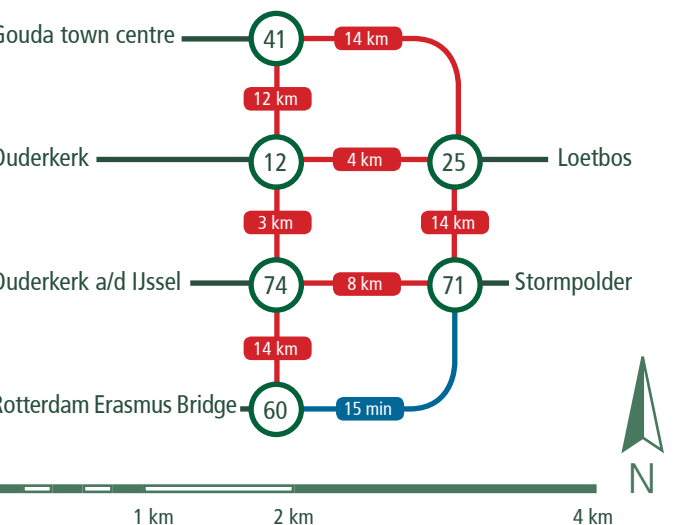 Gouda town centre
41
14 km
12 km
Ouderkerk
12
4 km
25
Loetbos
3 km
14 km
Ouderkerk a/d IJssel
74
8 km
71
Stormpolder
14 km
Rotterdam Erasmus Bridge
60
15 min
N
1 km
2 km
4 km